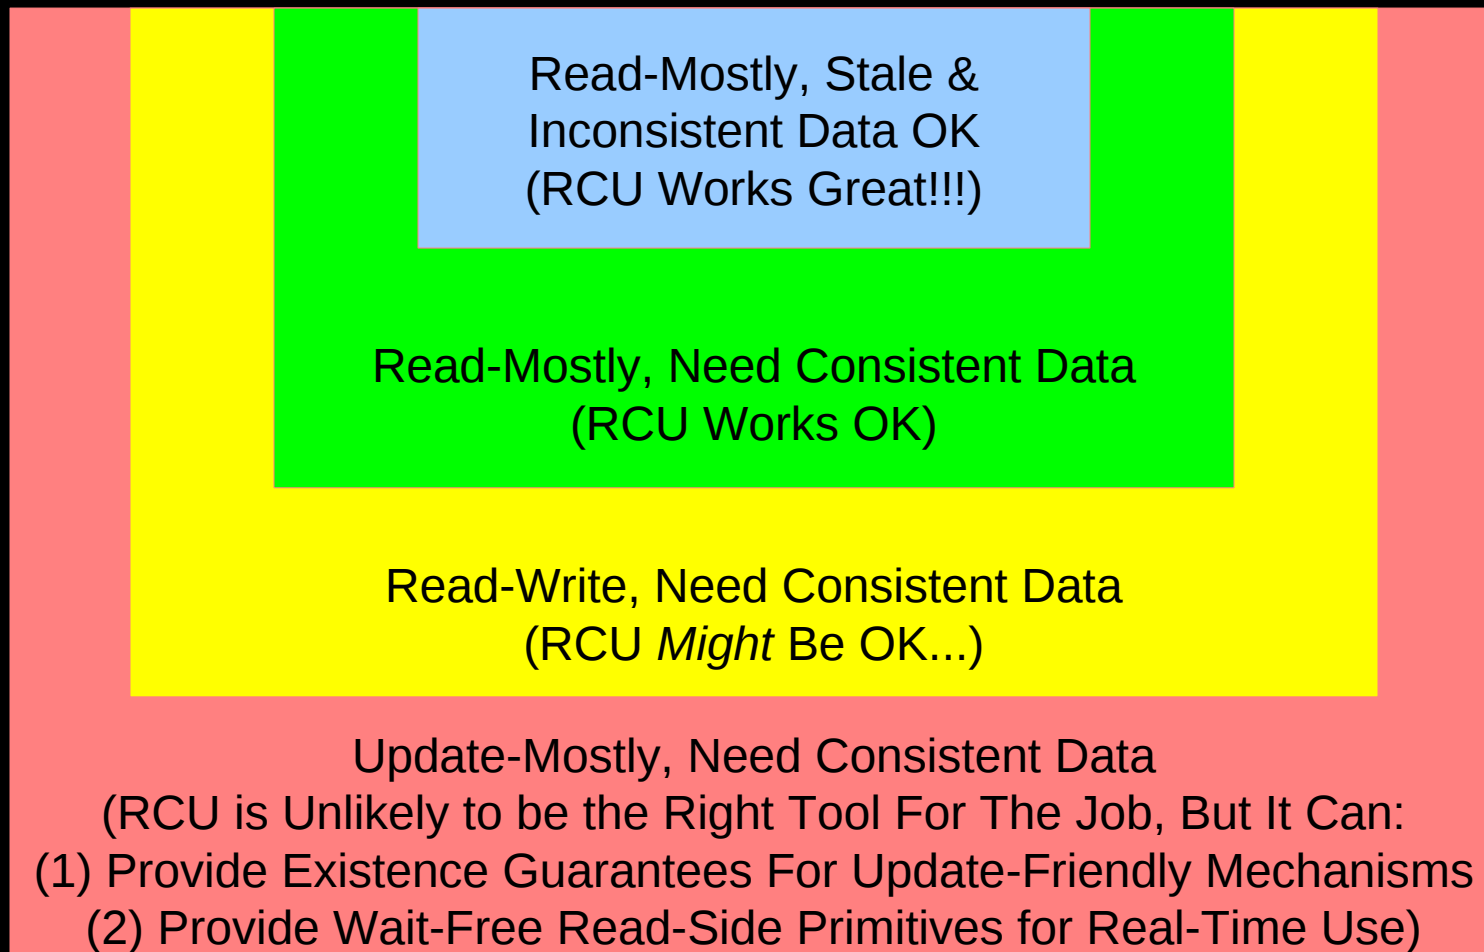 Read-Mostly, Stale &
Inconsistent Data OK
(RCU Works Great!!!)
Read-Mostly, Need Consistent Data
(RCU Works OK)
Read-Write, Need Consistent Data
(RCU Might Be OK...)
Update-Mostly, Need Consistent Data
(RCU is Unlikely to be the Right Tool For The Job, But It Can:
(1) Provide Existence Guarantees For Update-Friendly Mechanisms
(2) Provide Wait-Free Read-Side Primitives for Real-Time Use)